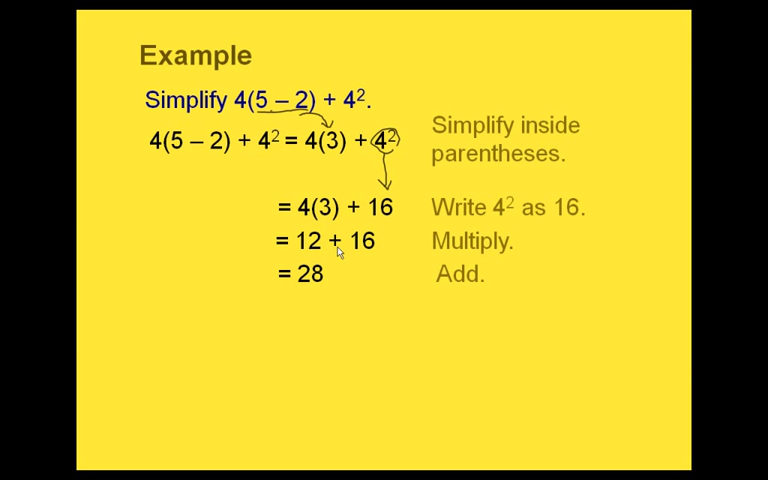 Example
Simplify 4(5 – 2) + 4².
4(5 – 2) + 4² = 4(3) + 4² Simplify inside
parentheses.
= 4(3) + 16 Write 4² as 16.
= 12 + 16 Multiply.
= 28 Add.